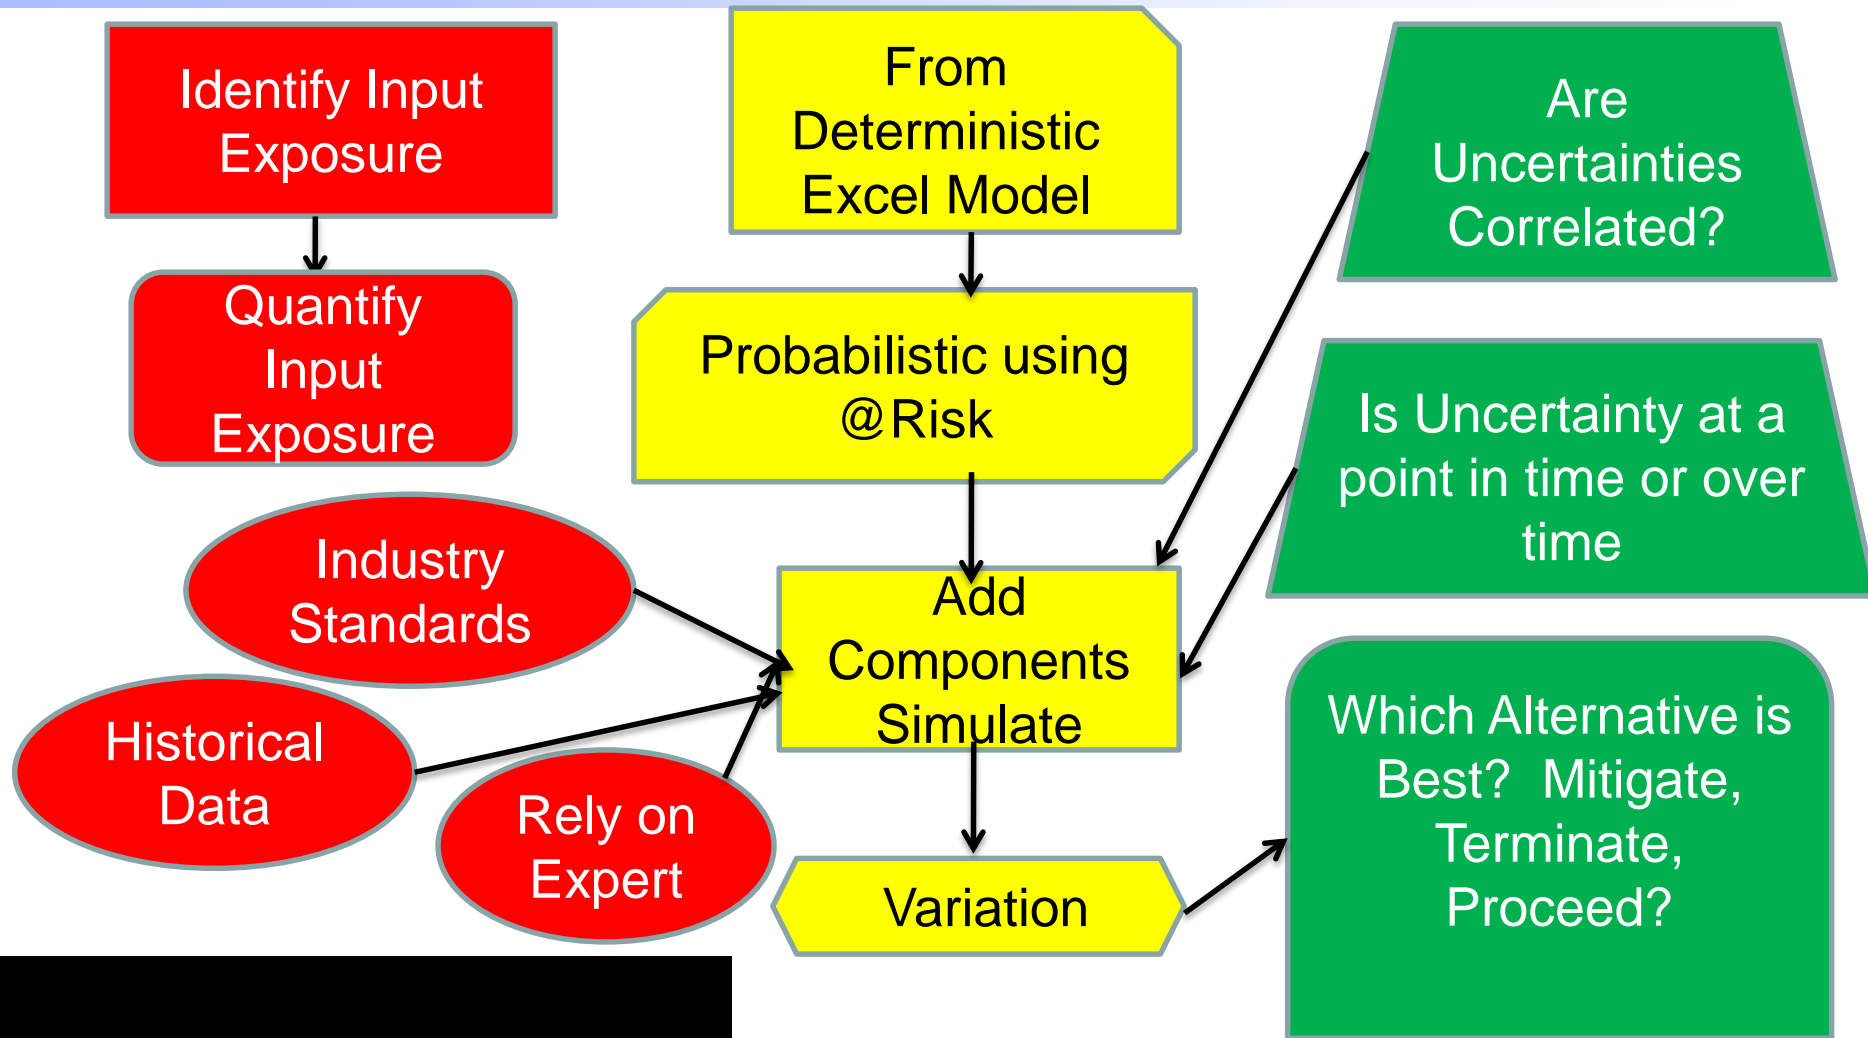 Identify Input
Exposure
Quantify
Input
Exposure
Industry
Standards
Historical
Data
Rely on
Expert
From
Deterministic
Excel Model
Probabilistic using
@Risk
Add
Components
Simulate
Variation
Are
Uncertainties
Correlated?
Is Uncertainty at a
point in time or over
time
Which Alternative is
Best?  Mitigate,
Terminate,
Proceed?